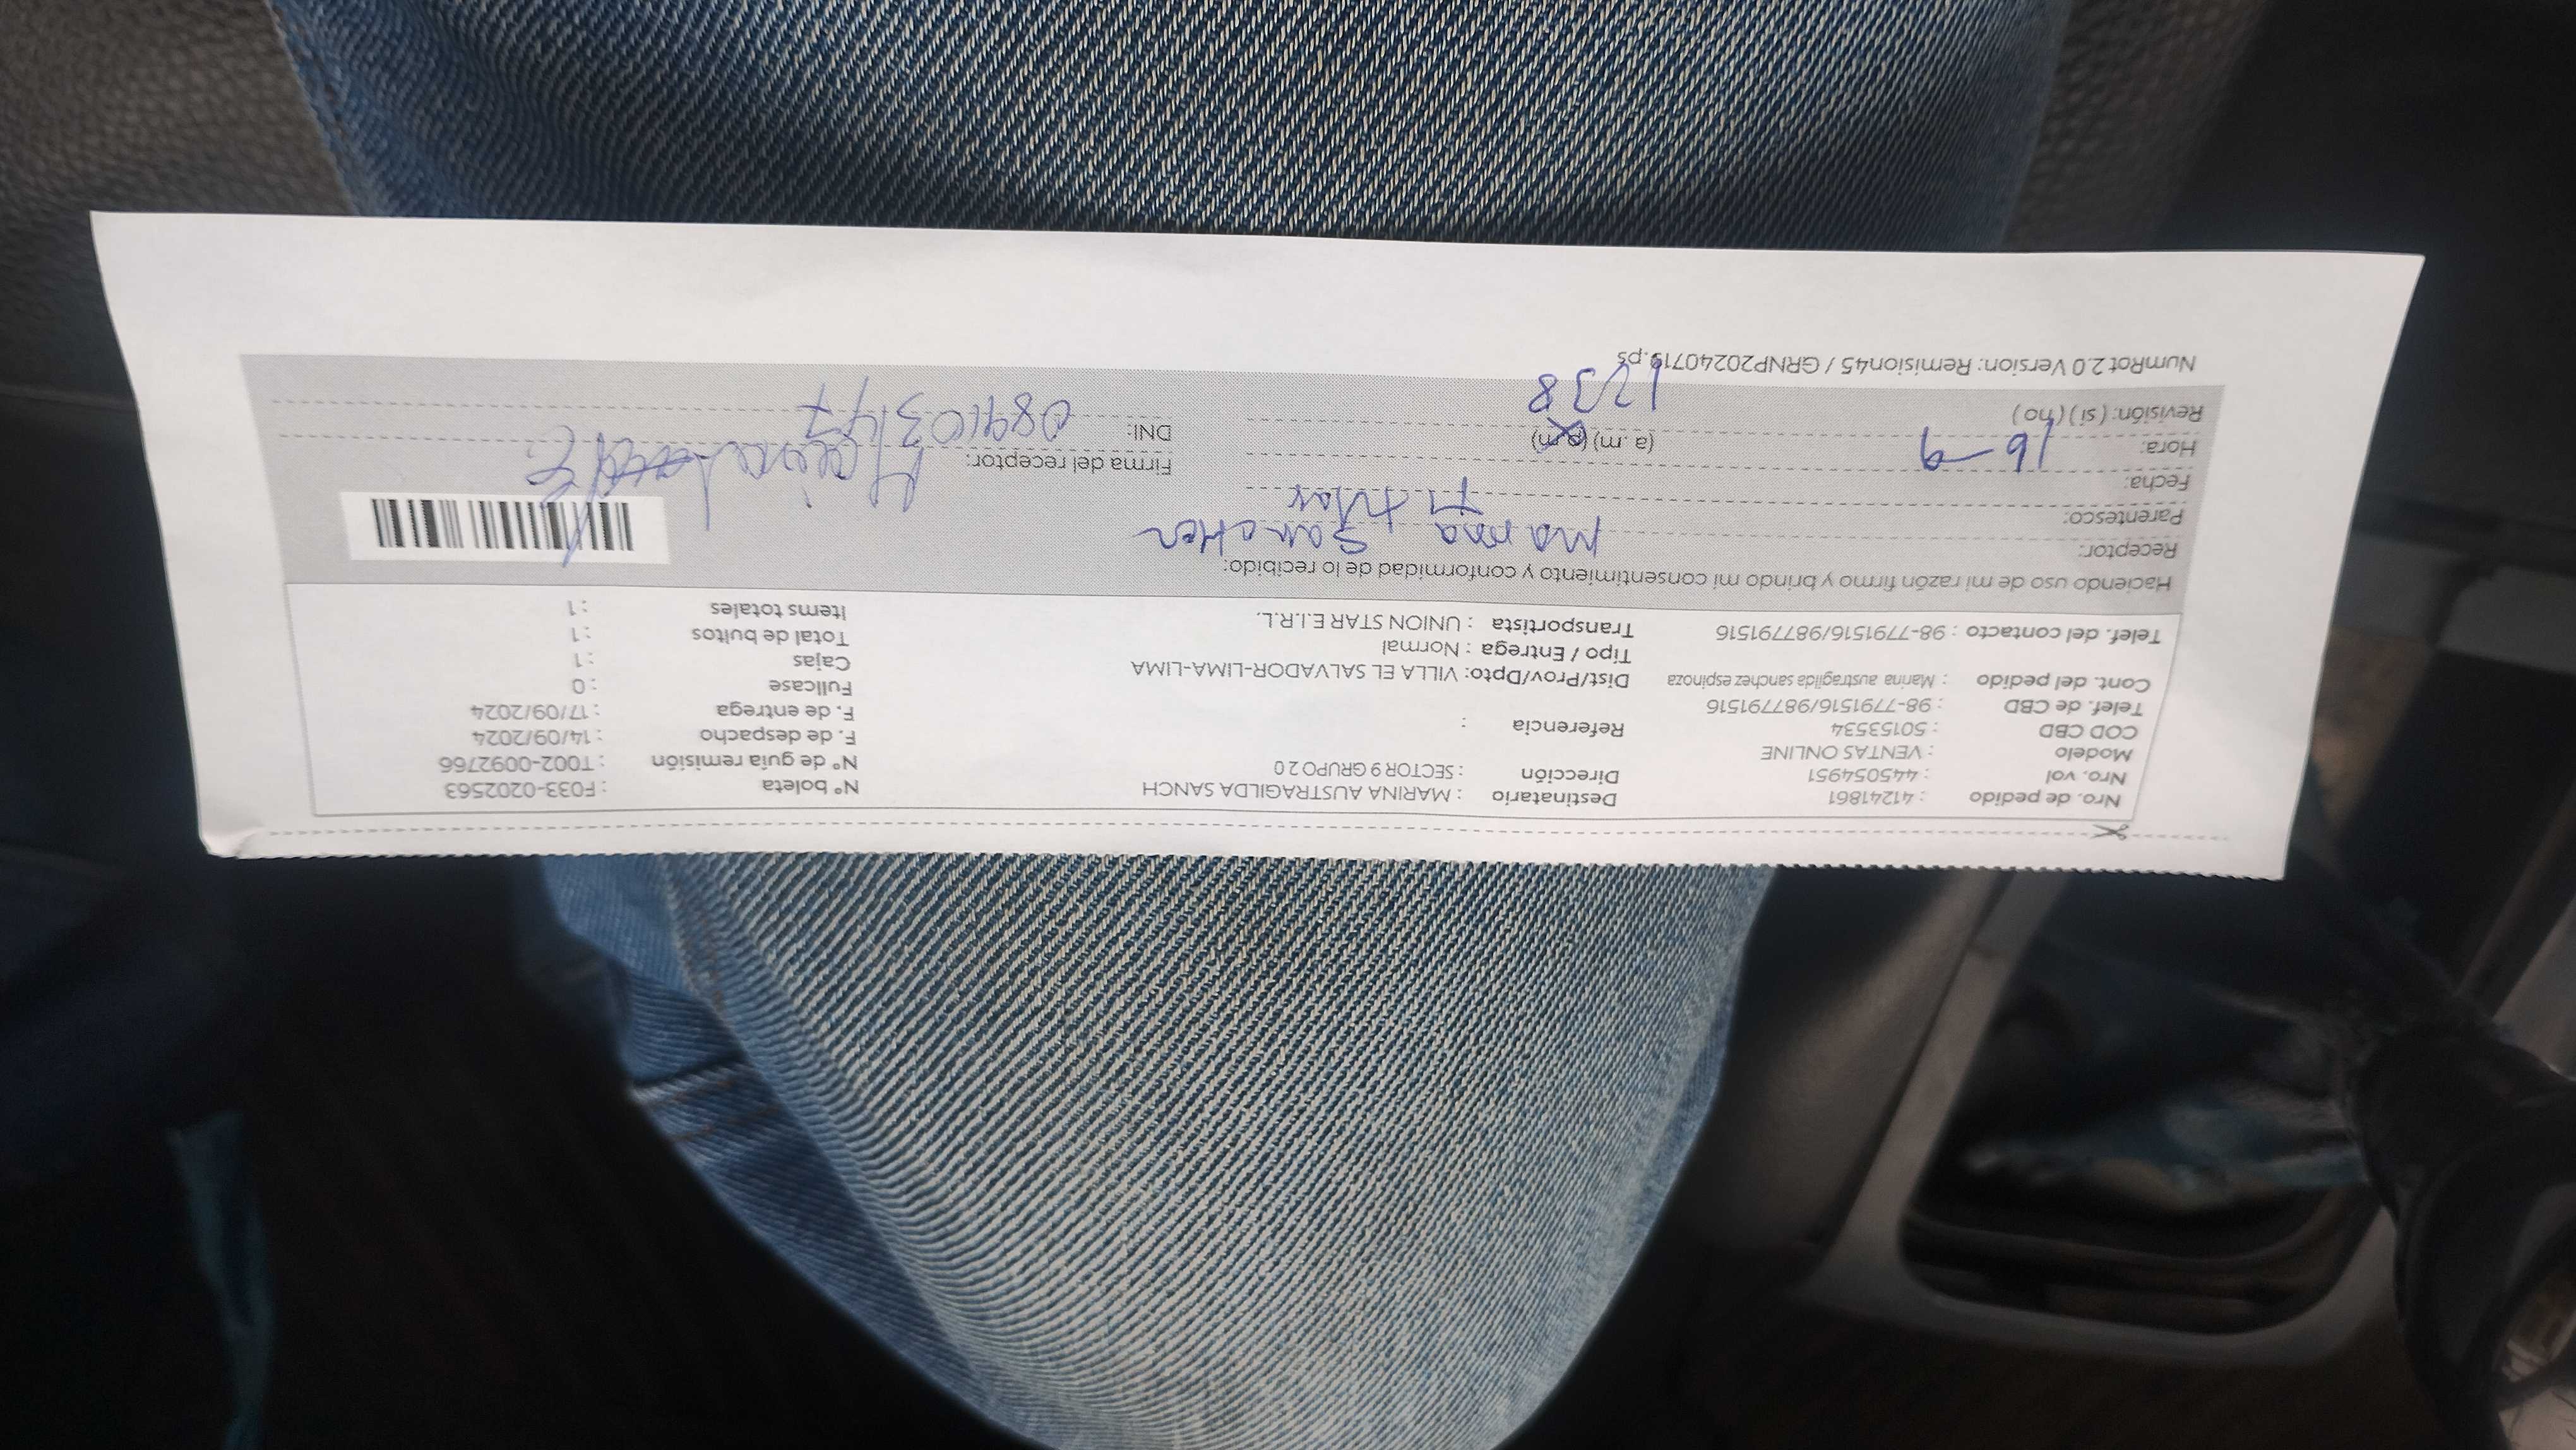 Nro. de pedido : 41241861 Destinatario : MARINA AUSTRAGILDA SANCH N° boleta : F033-0202563
Nro. vol : 445054951 Dirección : SECTOR 9 GRUPO 2 0 N° de guía remisión : T002-0092766
Modelo : VENTAS ONLINE F. de despacho : 14/09/2024
COD CBD : 50153534 Referencia : F. de entrega : 17/09/2024
Telef. de CBD : 98-7791516/987791516 Fullcase : 0
Cont. del pedido : Marina austragilda sanchez espinoza Dist/Prov/Dpto: VILLA EL SALVADOR-LIMA-LIMA Cajas : 1
Tipo / Entrega : Normal Total de bultos : 1
Telef. del contacto : 98-7791516/987791516 Transportista : UNION STAR E.I.R.L. Items totales : 1
Haciendo uso de mi razón firmo y brindo mi consentimiento y conformidad de lo recibido:
Receptor: Marina Sanchez
Parentesco: Titular
Fecha: 16-9 Firma del receptor:
Hora: 1238 (a.m) (p.m) DNI:
Revisión: ( si ) ( no )
NumRot 2.0 Version: Remision45 / GRNP20240719.ps